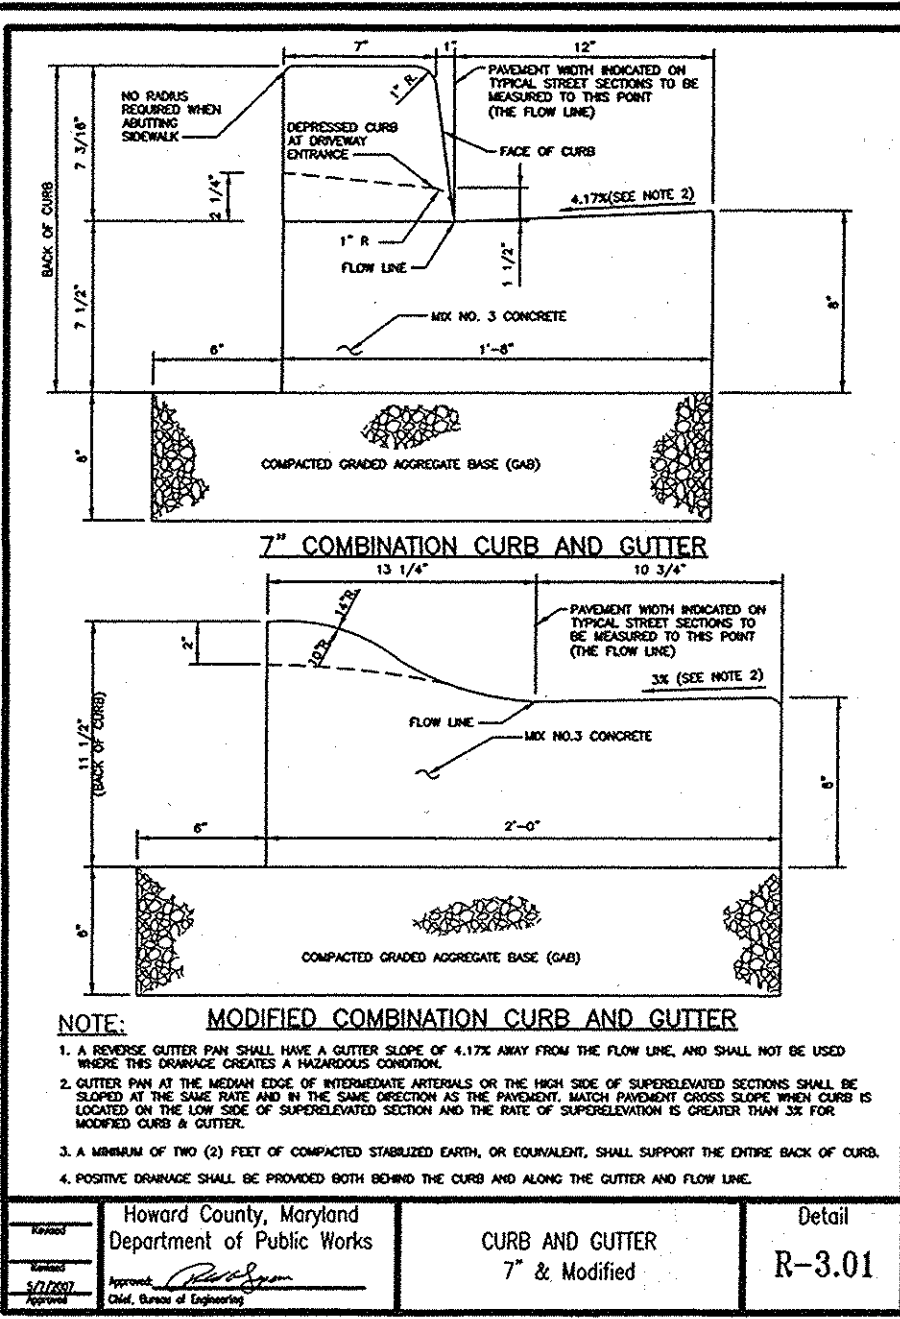 7" 1" 12"
NO RADIUS
REQUIRED WHEN
ABUTTING
SIDEWALK
1" R.
PAVEMENT WIDTH INDICATED ON
TYPICAL STREET SECTIONS TO BE
MEASURED TO THIS POINT
(THE FLOW LINE)
DEPRESSED CURB
AT DRIVEWAY
ENTRANCE
FACE OF CURB
BACK OF CURB
7 3/16"
2 1/4"
4.17%(SEE NOTE 2)
1" R
FLOW LINE
1 1/2"
7 1/2"
8"
MIX NO. 3 CONCRETE
6" 1'-8"
6"
COMPACTED GRADED AGGREGATE BASE (GAB)
7" COMBINATION CURB AND GUTTER
13 1/4" 10 3/4"
14"R.
10"R.
2"
PAVEMENT WIDTH INDICATED ON
TYPICAL STREET SECTIONS TO
BE MEASURED TO THIS POINT
(THE FLOW LINE)
3% (SEE NOTE 2)
11 1/2"
(BACK OF CURB)
FLOW LINE
MIX NO.3 CONCRETE
8"
6" 2'-0"
6"
COMPACTED GRADED AGGREGATE BASE (GAB)
MODIFIED COMBINATION CURB AND GUTTER
NOTE:
1. A REVERSE GUTTER PAN SHALL HAVE A GUTTER SLOPE OF 4.17% AWAY FROM THE FLOW LINE, AND SHALL NOT BE USED
WHERE THIS DRAINAGE CREATES A HAZARDOUS CONDITION.
2. GUTTER PAN AT THE MEDIAN EDGE OF INTERMEDIATE ARTERIALS OR THE HIGH SIDE OF SUPERELEVATED SECTIONS SHALL BE
SLOPED AT THE SAME RATE AND IN THE SAME DIRECTION AS THE PAVEMENT. MATCH PAVEMENT CROSS SLOPE WHEN CURB IS
LOCATED ON THE LOW SIDE OF SUPERELEVATED SECTION AND THE RATE OF SUPERELEVATION IS GREATER THAN 3% FOR
MODIFIED CURB & GUTTER.
3. A MINIMUM OF TWO (2) FEET OF COMPACTED STABILIZED EARTH, OR EQUIVALENT, SHALL SUPPORT THE ENTIRE BACK OF CURB.
4. POSITIVE DRAINAGE SHALL BE PROVIDED BOTH BEHIND THE CURB AND ALONG THE GUTTER AND FLOW LINE.
Revised
Revised
5/7/2007
Approved
Howard County, Maryland
Department of Public Works
Approved:
Chief, Bureau of Engineering
CURB AND GUTTER
7" & Modified
Detail
R-3.01